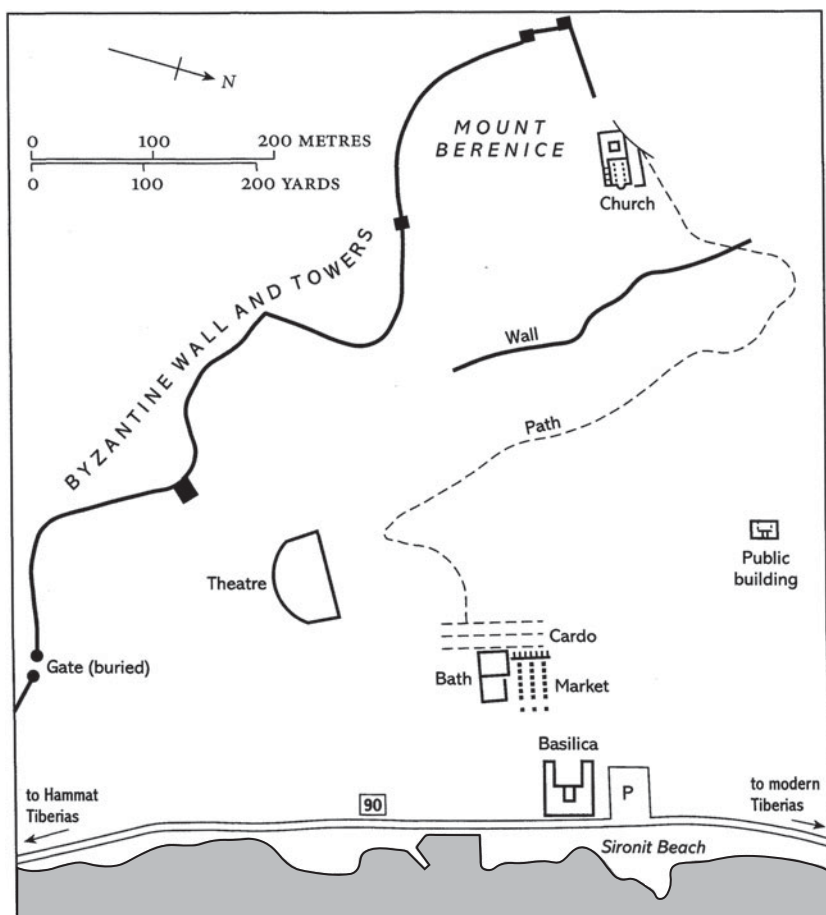 N
0 100 200 METRES
0 100 200 YARDS
MOUNT
BERENICE
Church
BYZANTINE WALL AND TOWERS
Wall
Path
Public
building
Theatre
Cardo
Gate (buried)
Bath
Market
Basilica
to Hammat
Tiberias
90
P
to modern
Tiberias
Sironit Beach